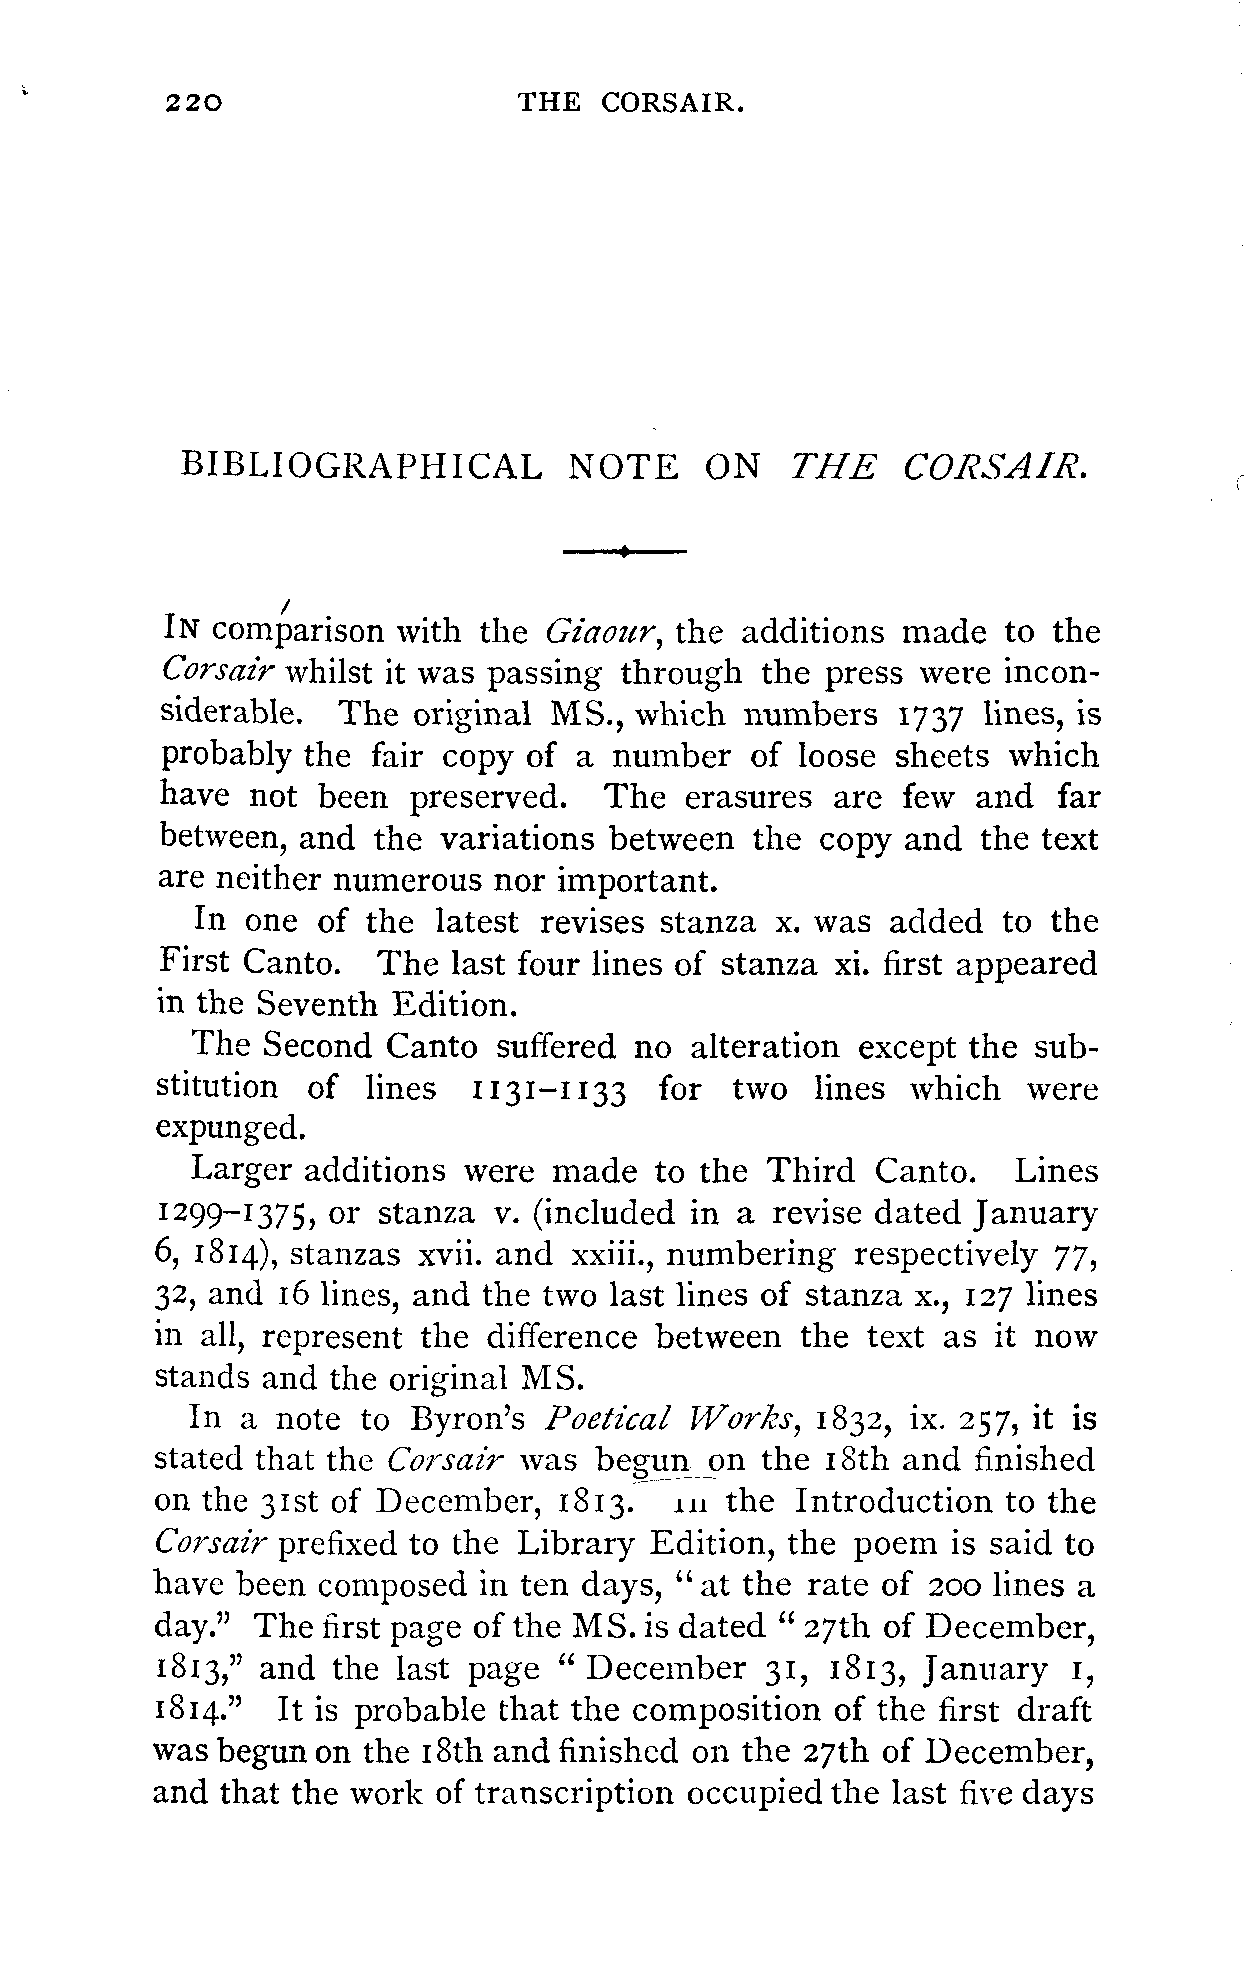 220 THE CORSAIR.
BIBLIOGRAPHICAL NOTE ON THE CORSAIR.
IN comparison with the Giaour, the additions made to the
Corsair whilst it was passing through the press were incon-
siderable. The original MS., which numbers 1737 lines, is
probably the fair copy of a number of loose sheets which
have not been preserved. The erasures are few and far
between, and the variations between the copy and the text
are neither numerous nor important.
In one of the latest revises stanza x. was added to the
First Canto. The last four lines of stanza xi. first appeared
in the Seventh Edition.
The Second Canto suffered no alteration except the sub-
stitution of lines 1131–1133 for two lines which were
expunged.
Larger additions were made to the Third Canto. Lines
1299–1375, or stanza v. (included in a revise dated January
6, 1814), stanzas xvii. and xxiii., numbering respectively 77,
32, and 16 lines, and the two last lines of stanza x., 127 lines
in all, represent the difference between the text as it now
stands and the original MS.
In a note to Byron's Poetical Works, 1832, ix. 257, it is
stated that the Corsair was begun on the 18th and finished
on the 31st of December, 1813. In the Introduction to the
Corsair prefixed to the Library Edition, the poem is said to
have been composed in ten days, "at the rate of 200 lines a
day." The first page of the MS. is dated "27th of December,
1813," and the last page "December 31, 1813, January 1,
1814." It is probable that the composition of the first draft
was begun on the 18th and finished on the 27th of December,
and that the work of transcription occupied the last five days